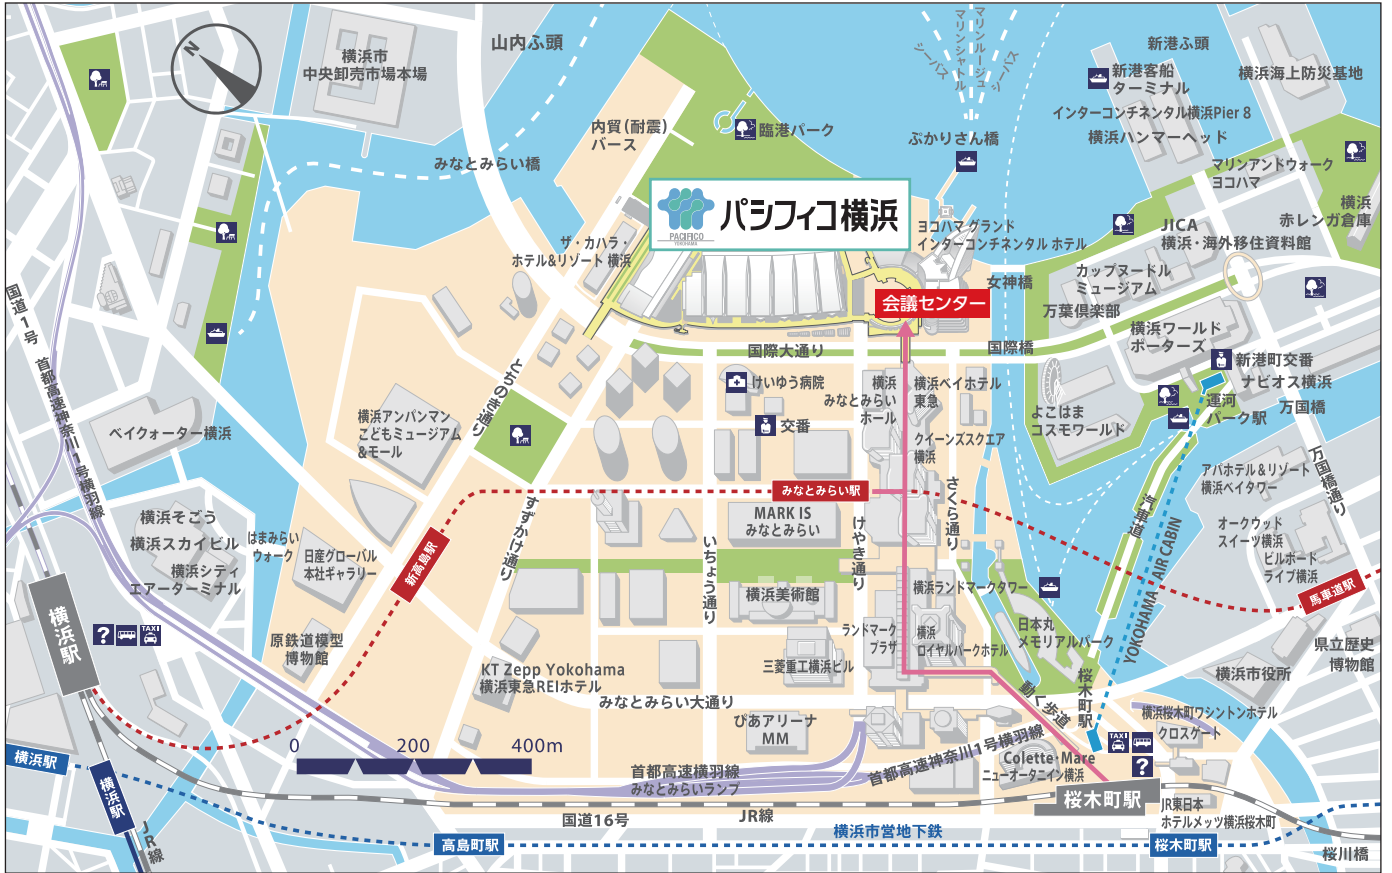 横浜市
中央卸売市場本場
山内ふ頭
N
内貿(耐震)
バース
みなとみらい橋
臨港パーク
シーバス
マリンシャトル
マリンルージュ
シーバス
ぷかりさん橋
新港ふ頭
新港客船
ターミナル
横浜海上防災基地
インターコンチネンタル横浜Pier 8
横浜ハンマーヘッド
マリンアンドウォーク
ヨコハマ
横浜
赤レンガ倉庫
JICA
横浜・海外移住資料館
カップヌードル
ミュージアム
PACIFICO
YOKOHAMA
パシフィコ横浜
ヨコハマ グランド
インターコンチネンタル ホテル
ザ・カハラ・
ホテル&リゾート 横浜
女神橋
万葉倶楽部
会議センター
横浜ワールド
ポーターズ
国際大通り
国際橋
新港町交番
ナビオス横浜
運河
パーク駅
万国橋
万国橋通り
国道1号
首都高速神奈川1号横羽線
とちのき通り
けいゆう病院
交番
横浜
みなとみらい
ホール
横浜ベイホテル
東急
クイーンズスクエア
横浜
よこはま
コスモワールド
横浜アンパンマン
こどもミュージアム
&モール
ベイクォーター横浜
アパホテル&リゾート
横浜ベイタワー
みなとみらい駅
さくら通り
汽車道
YOKOHAMA AIR CABIN
オークウッド
スイーツ横浜
ビルボード
ライブ横浜
馬車道駅
横浜そごう
横浜スカイビル
横浜シティ
エアーターミナル
はまみらい
ウォーク
日産グローバル
本社ギャラリー
新高島駅
すずかけ通り
MARK IS
みなとみらい
いちょう通り
けやき通り
横浜美術館
横浜ランドマークタワー
日本丸
メモリアルパーク
横浜駅
?
TAXI
原鉄道模型
博物館
KT Zepp Yokohama
横浜東急REIホテル
ランドマーク
プラザ
横浜
ロイヤルパークホテル
三菱重工横浜ビル
みなとみらい大通り
ぴあアリーナ
MM
動く歩道
桜木町駅
県立歴史
博物館
横浜市役所
横浜桜木町ワシントンホテル
クロスゲート
TAXI
?
0
200
400m
首都高速横羽線
みなとみらいランプ
首都高速神奈川1号横羽線
Colette・Mare
ニューオータニイン横浜
桜木町駅
JR東日本
ホテルメッツ横浜桜木町
横浜駅
横浜駅
JR線
国道16号
JR線
高島町駅
横浜市営地下鉄
桜木町駅
桜川橋